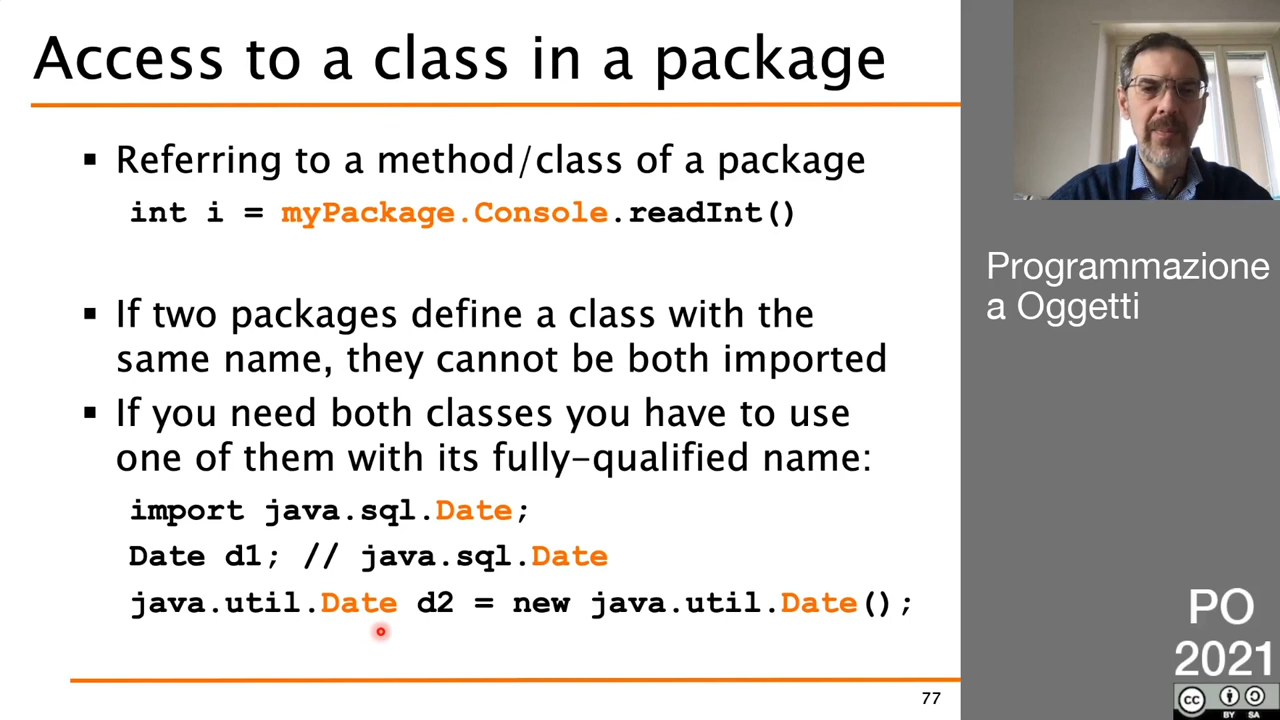 Access to a class in a package
▪ Referring to a method/class of a package
int i = myPackage.Console.readInt()
▪ If two packages define a class with the
same name, they cannot be both imported
▪ If you need both classes you have to use
one of them with its fully-qualified name:
import java.sql.Date;
Date d1; // java.sql.Date
java.util.Date d2 = new java.util.Date();
77
Programmazione
a Oggetti
PO
2021
cc
BY SA